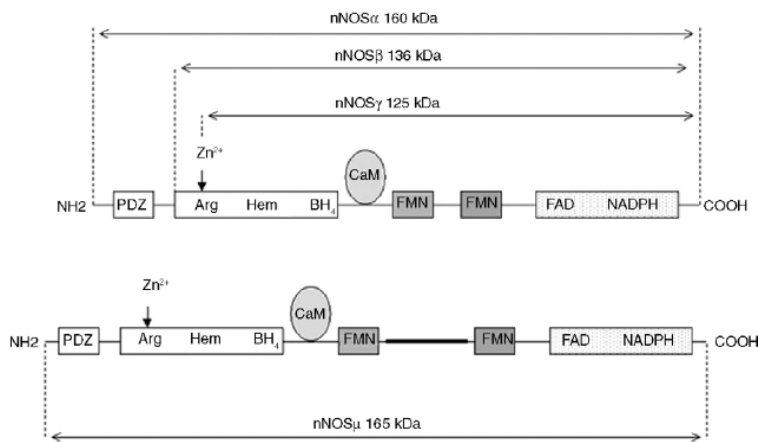 nNOSα 160 kDa
nNOSβ 136 kDa
nNOSγ 125 kDa
Zn²⁺
CaM
NH2 PDZ Arg Hem BH₄ FMN FMN FAD NADPH COOH
Zn²⁺
CaM
NH2 PDZ Arg Hem BH₄ FMN FMN FAD NADPH COOH
nNOSμ 165 kDa